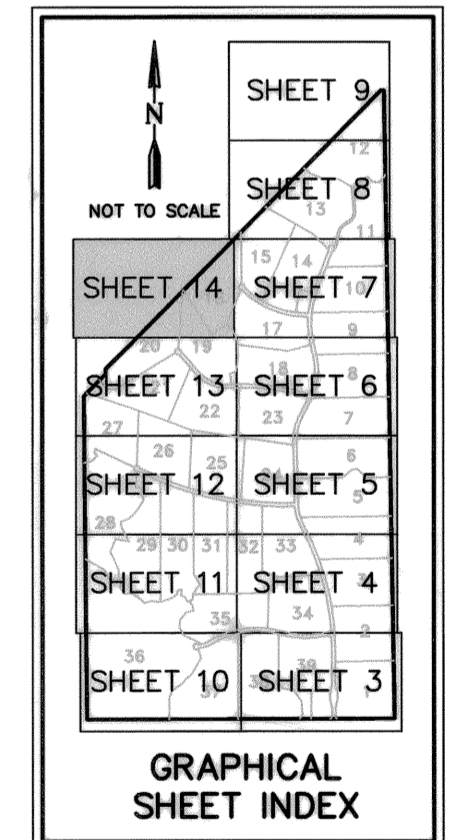 SHEET 9
N
12
SHEET 8
NOT TO SCALE
13
11
15
14
SHEET 14
SHEET 7
10
17
9
20
19
18
8
SHEET 13
SHEET 6
22
23
7
27
26
25
6
SHEET 12
SHEET 5
5
28
29 30 31 32 33
4
SHEET 11
SHEET 4
3
34
35
2
36
39
SHEET 10
SHEET 3
37
1
GRAPHICAL
SHEET INDEX